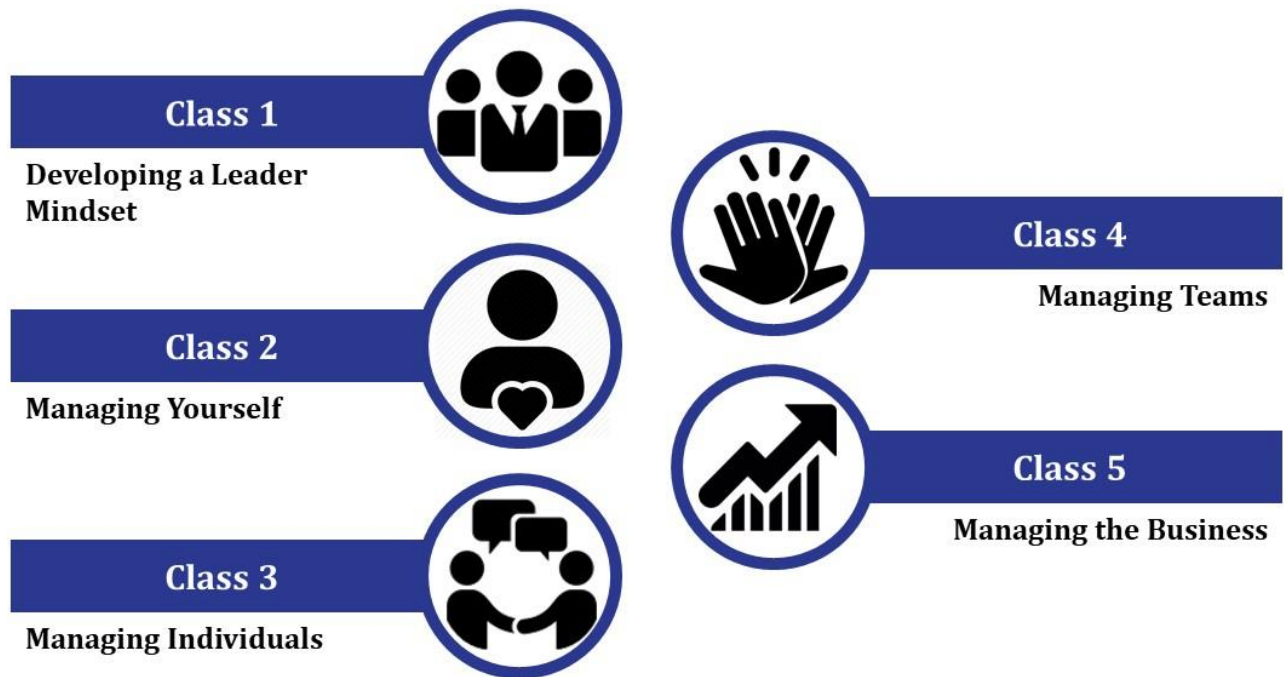 Class 1
Developing a Leader
Mindset
Class 2
Managing Yourself
Class 3
Managing Individuals
Class 4
Managing Teams
Class 5
Managing the Business